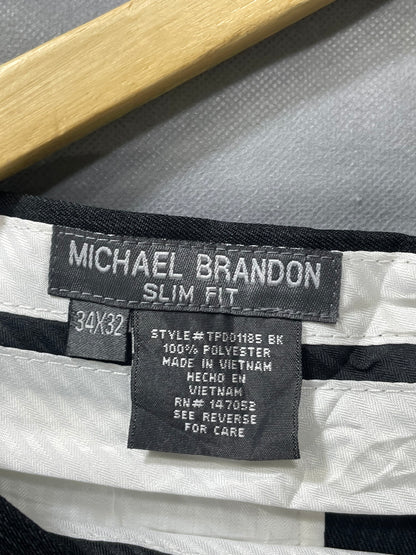 MICHAEL BRANDON
SLIM FIT
34X32
STYLE# TPD01185 BK
100% POLYESTER
MADE IN VIETNAM
HECHO EN
VIETNAM
RN# 147052
SEE REVERSE
FOR CARE